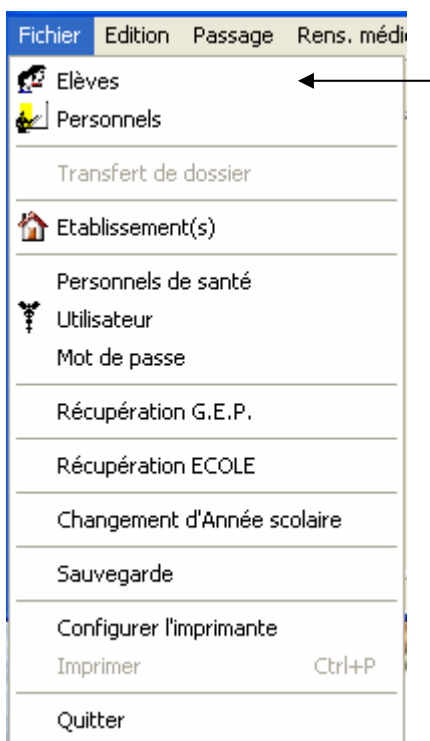 Fichier Edition Passage Rens. médi
Elèves
Personnels
Transfert de dossier
Etablissement(s)
Personnels de santé
Utilisateur
Mot de passe
Récupération G.E.P.
Récupération ECOLE
Changement d'Année scolaire
Sauvegarde
Configurer l'imprimante
Imprimer Ctrl+P
Quitter